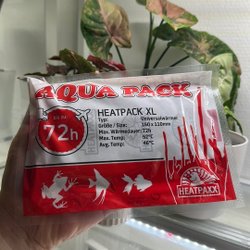 AQUA PACK
HEATPACK XL
Typ: Universalwärmer
Größe / Size: 150 x 110mm
Max. Wärmedauer: 72h
Max. Temp: 52°C
Avg. Temp: 46°C
72h
HEATPAXX